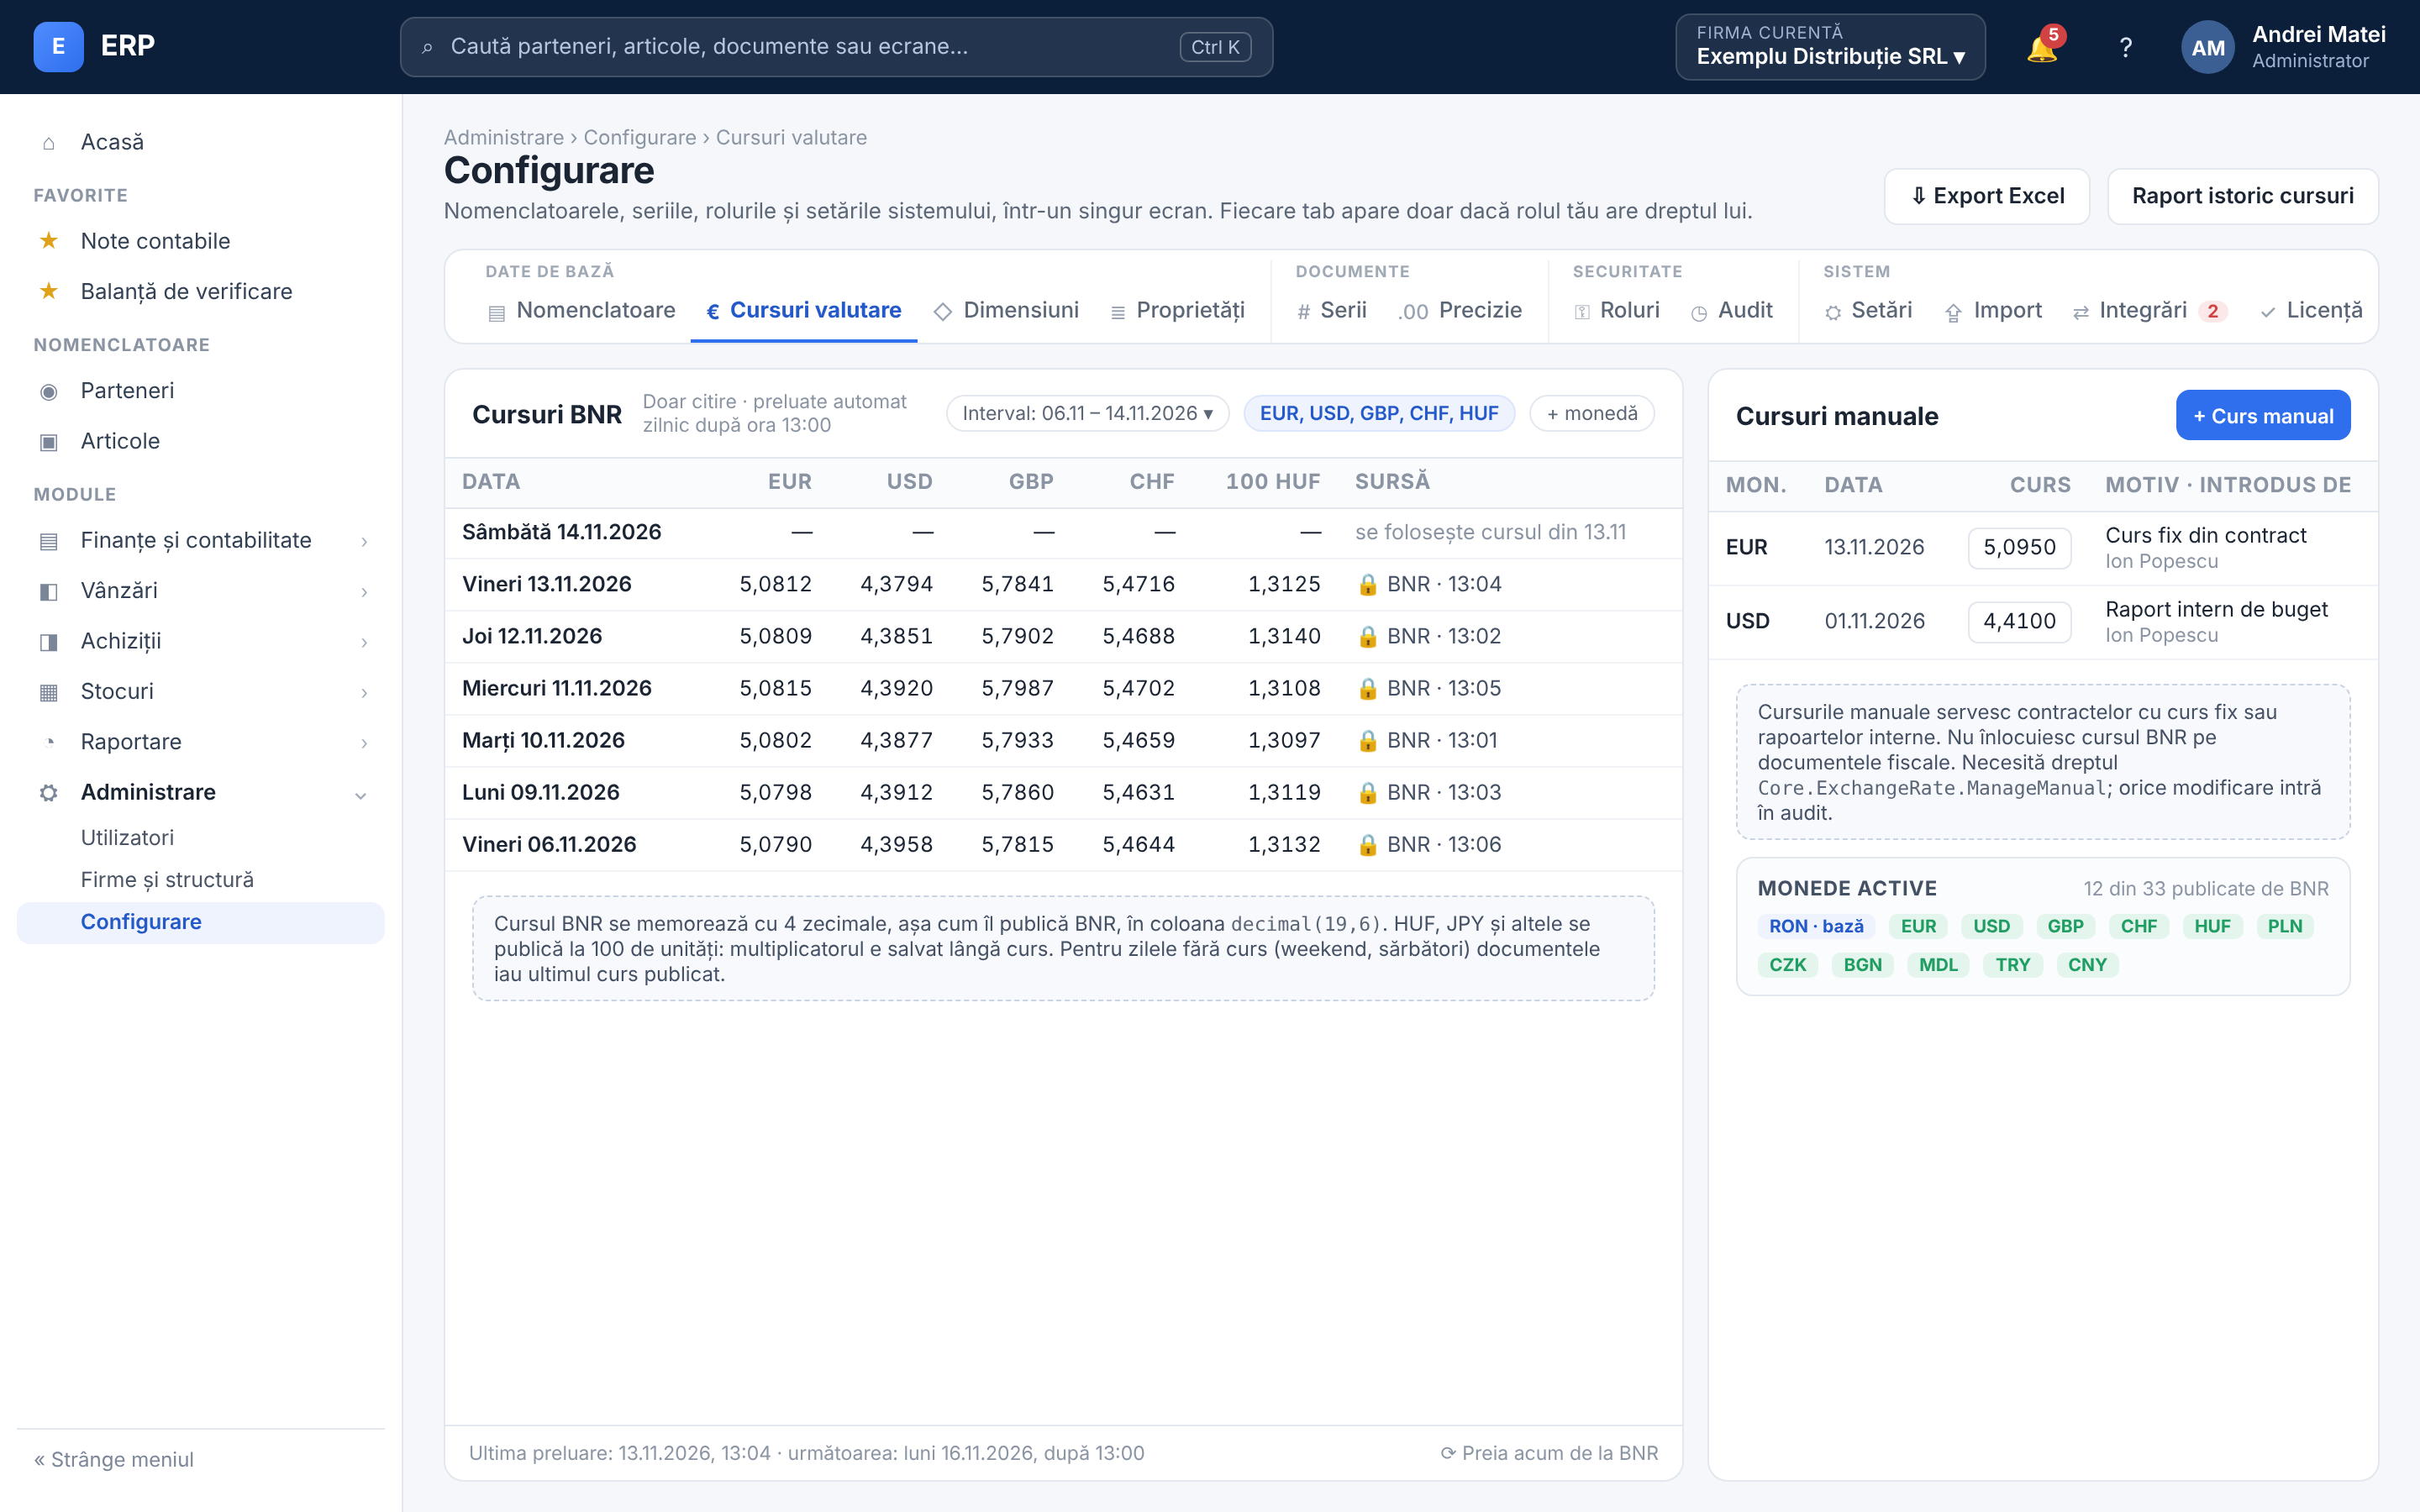 E ERP
Caută parteneri, articole, documente sau ecrane... Ctrl K
FIRMA CURENTĂ
Exemplu Distribuție SRL ▾
5
?
AM
Andrei Matei
Administrator
Acasă
FAVORITE
★ Note contabile
★ Balanță de verificare
NOMENCLATOARE
Parteneri
Articole
MODULE
Finanțe și contabilitate ›
Vânzări ›
Achiziții ›
Stocuri ›
Raportare ›
Administrare
Utilizatori
Firme și structură
Configurare
« Strânge meniul
Administrare › Configurare › Cursuri valutare
Configurare
Nomenclatoarele, seriile, rolurile și setările sistemului, într-un singur ecran. Fiecare tab apare doar dacă rolul tău are dreptul lui.
⇩ Export Excel
Raport istoric cursuri
DATE DE BAZĂ
Nomenclatoare € Cursuri valutare Dimensiuni Proprietăți
DOCUMENTE
# Serii .00 Precizie
SECURITATE
Roluri Audit
SISTEM
Setări Import Integrări 2 Licență
Cursuri BNR
Doar citire · preluate automat
zilnic după ora 13:00
Interval: 06.11 – 14.11.2026 ▾
EUR, USD, GBP, CHF, HUF
+ monedă
DATA EUR USD GBP CHF 100 HUF SURSĂ
Sâmbătă 14.11.2026 — — — — — se folosește cursul din 13.11
Vineri 13.11.2026 5,0812 4,3794 5,7841 5,4716 1,3125 🔒 BNR · 13:04
Joi 12.11.2026 5,0809 4,3851 5,7902 5,4688 1,3140 🔒 BNR · 13:02
Miercuri 11.11.2026 5,0815 4,3920 5,7987 5,4702 1,3108 🔒 BNR · 13:05
Marți 10.11.2026 5,0802 4,3877 5,7933 5,4659 1,3097 🔒 BNR · 13:01
Luni 09.11.2026 5,0798 4,3912 5,7860 5,4631 1,3119 🔒 BNR · 13:03
Vineri 06.11.2026 5,0790 4,3958 5,7815 5,4644 1,3132 🔒 BNR · 13:06
Cursul BNR se memorează cu 4 zecimale, așa cum îl publică BNR, în coloana decimal(19,6). HUF, JPY și altele se
publică la 100 de unități: multiplicatorul e salvat lângă curs. Pentru zilele fără curs (weekend, sărbători) documentele
iau ultimul curs publicat.
Ultima preluare: 13.11.2026, 13:04 · următoarea: luni 16.11.2026, după 13:00
⟳ Preia acum de la BNR
Cursuri manuale
+ Curs manual
MON. DATA CURS MOTIV · INTRODUS DE
EUR 13.11.2026 5,0950 Curs fix din contract
Ion Popescu
USD 01.11.2026 4,4100 Raport intern de buget
Ion Popescu
Cursurile manuale servesc contractelor cu curs fix sau
rapoartelor interne. Nu înlocuiesc cursul BNR pe
documentele fiscale. Necesită dreptul
Core.ExchangeRate.ManageManual; orice modificare intră
în audit.
MONEDE ACTIVE 12 din 33 publicate de BNR
RON · bază EUR USD GBP CHF HUF PLN
CZK BGN MDL TRY CNY